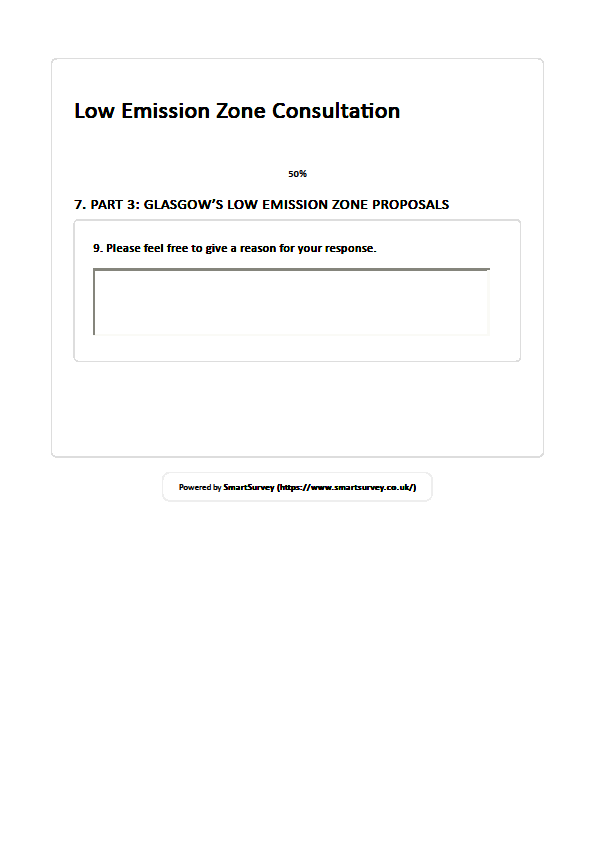 Low Emission Zone Consultation
50%
7. PART 3: GLASGOW’S LOW EMISSION ZONE PROPOSALS
9. Please feel free to give a reason for your response.
Powered by SmartSurvey (https://www.smartsurvey.co.uk/)